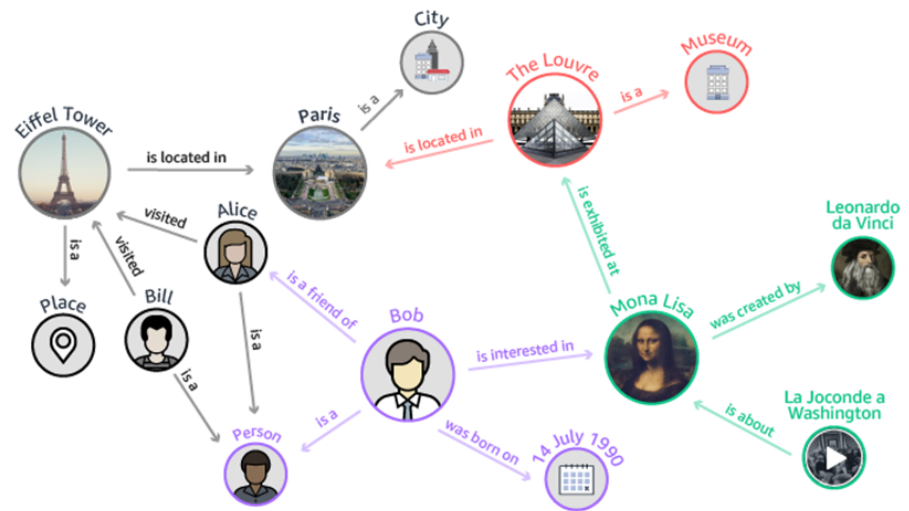 City
The Louvre
Museum
is a
is a
Eiffel Tower
Paris
is located in
is located in
visited
Alice
is exhibited at
Leonardo
da Vinci
is a
visited
Place
Bill
is a friend of
Bob
Mona Lisa
was created by
is a
is interested in
is a
La Joconde a
Washington
is about
Person
is a
was born on
14 July 1990